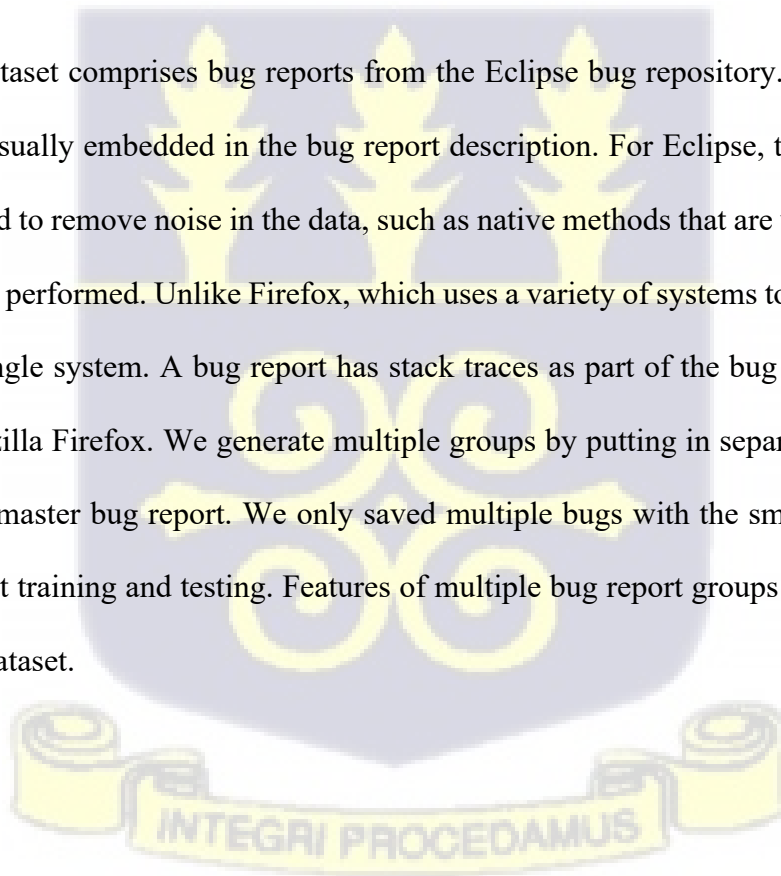 taset comprises bug reports from the Eclipse bug repository.
sually embedded in the bug report description. For Eclipse, t
d to remove noise in the data, such as native methods that are
performed. Unlike Firefox, which uses a variety of systems to
ngle system. A bug report has stack traces as part of the bug
zilla Firefox. We generate multiple groups by putting in separ
master bug report. We only saved multiple bugs with the sm
t training and testing. Features of multiple bug report groups
ataset.
INTEGRI PROCEDAMUS